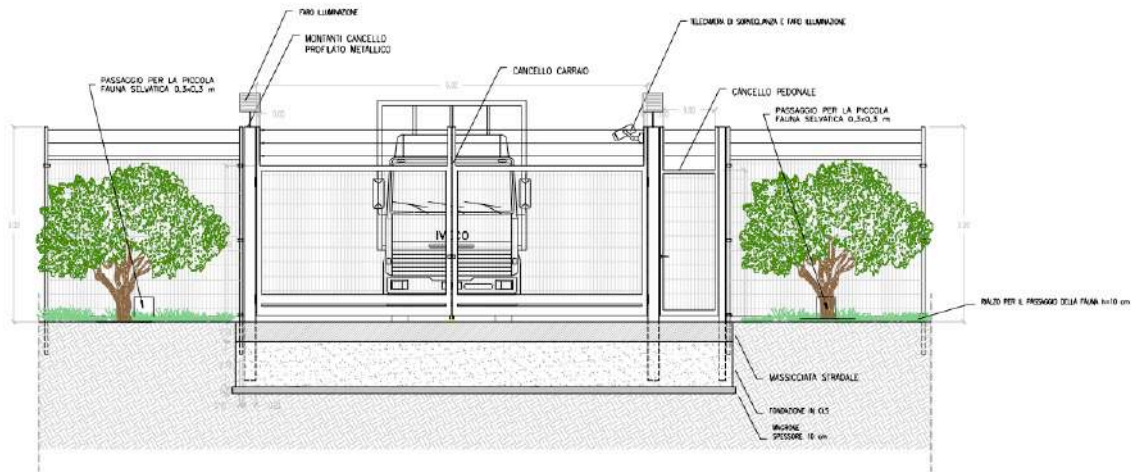 FARO ILLUMINAZIONE
TELECAMERA DI SORVEGLIANZA E FARO ILLUMINAZIONE
MONTANTI CANCELLO
PROFILATO METALLICO
CANCELLO CARRAIO
PASSAGGIO PER LA PICCOLA
FAUNA SELVATICA 0,3x0,3 m
CANCELLO PEDONALE
PASSAGGIO PER LA PICCOLA
FAUNA SELVATICA 0,3x0,3 m
IVECO
RIALZO PER IL PASSAGGIO DELLA FAUNA h=10 cm
MASSICCIATA STRADALE
FONDAZIONE IN CLS
MAGRONE
SPESSORE 10 cm